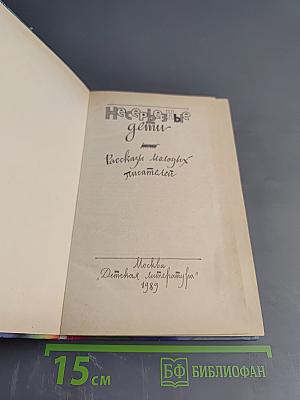 Несерьезные
дети
Рассказы молодых
писателей
Москва
"Детская литература"
1989
15 см
БФ БИБЛИОФАН